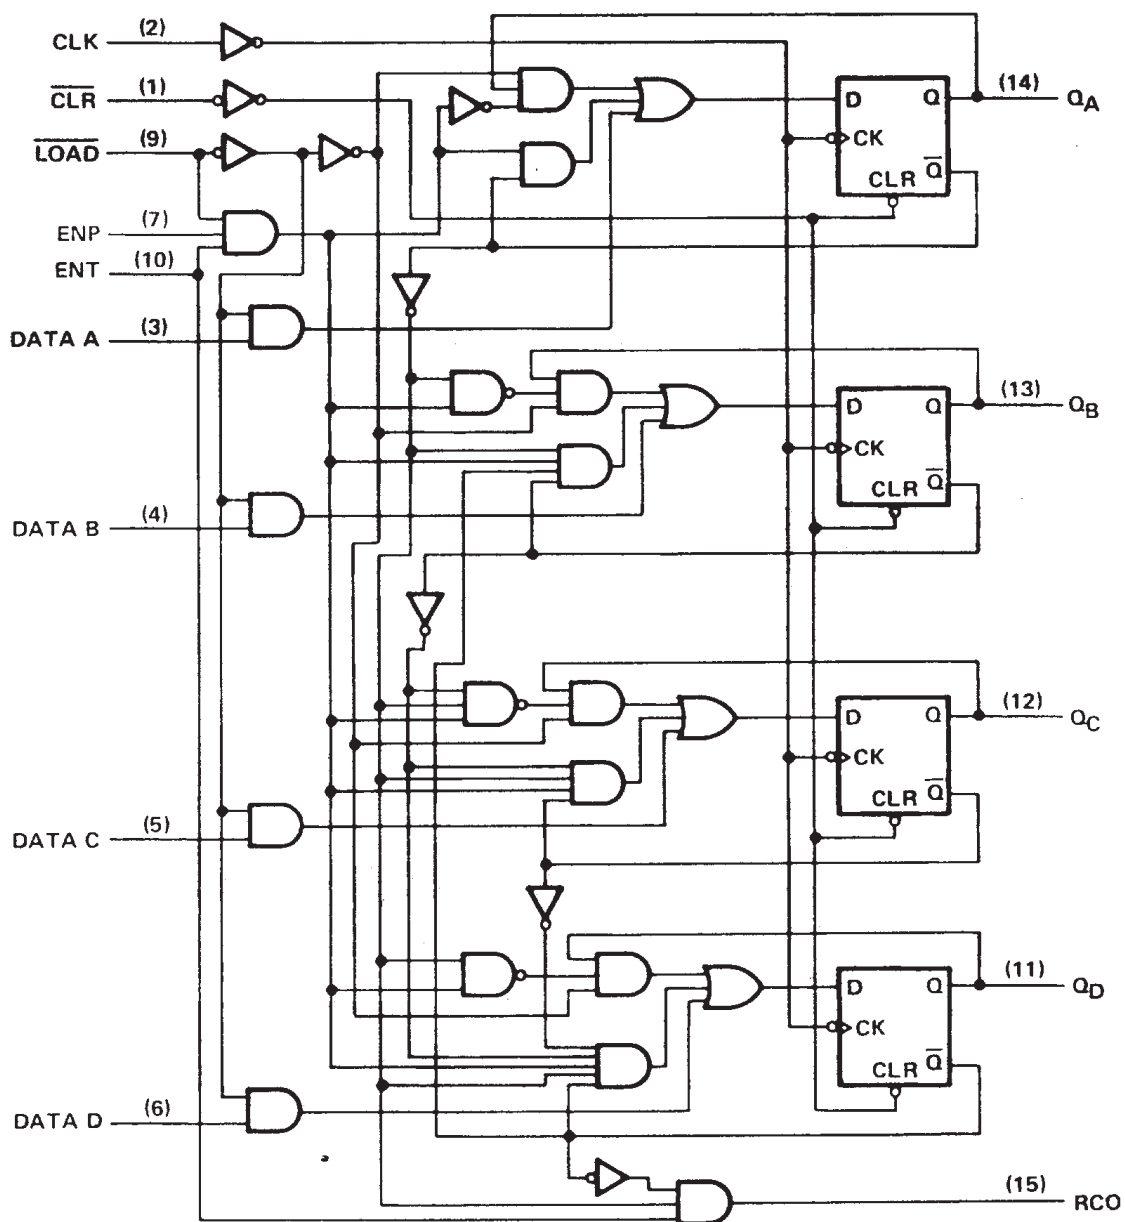 CLK (2)
CLR (1)
LOAD (9)
ENP (7)
ENT (10)
DATA A (3)
D Q (14) QA
CK
CLR Q
DATA B (4)
D Q (13) QB
CK
CLR Q
DATA C (5)
D Q (12) QC
CK
CLR Q
DATA D (6)
D Q (11) QD
CK
CLR Q
(15) RCO